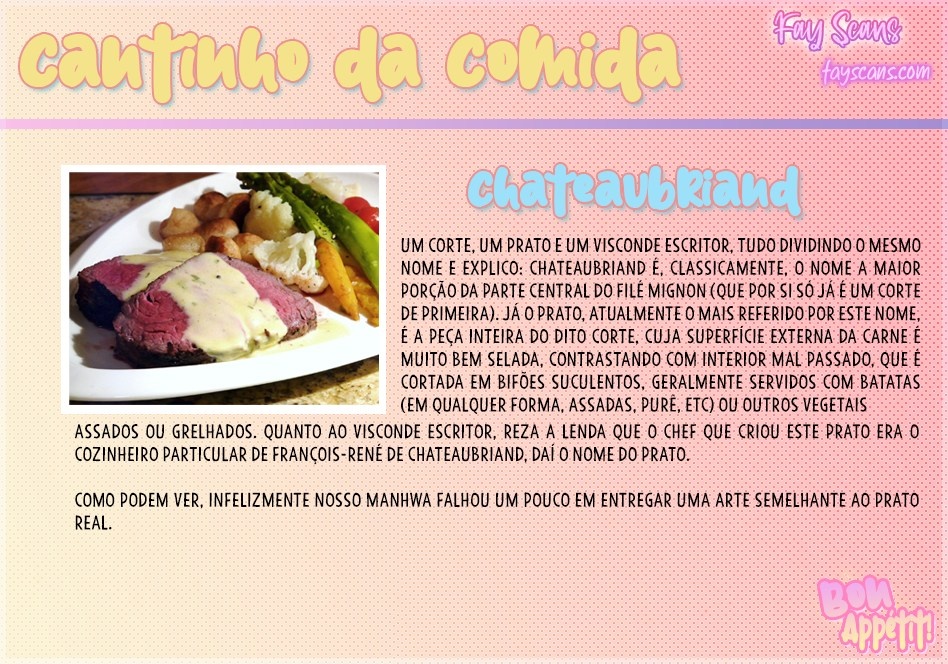 Cantinho da Comida
Fay Scans
fayscans.com
Chateaubriand
UM CORTE, UM PRATO E UM VISCONDE ESCRITOR, TUDO DIVIDINDO O MESMO
NOME E EXPLICO: CHATEAUBRIAND É, CLASSICAMENTE, O NOME A MAIOR
PORÇÃO DA PARTE CENTRAL DO FILÉ MIGNON (QUE POR SI SÓ JÁ É UM CORTE
DE PRIMEIRA). JÁ O PRATO, ATUALMENTE O MAIS REFERIDO POR ESTE NOME,
É A PEÇA INTEIRA DO DITO CORTE, CUJA SUPERFÍCIE EXTERNA DA CARNE É
MUITO BEM SELADA, CONTRASTANDO COM INTERIOR MAL PASSADO, QUE É
CORTADA EM BIFÕES SUCULENTOS, GERALMENTE SERVIDOS COM BATATAS
(EM QUALQUER FORMA, ASSADAS, PURÊ, ETC) OU OUTROS VEGETAIS
ASSADOS OU GRELHADOS. QUANTO AO VISCONDE ESCRITOR, REZA A LENDA QUE O CHEF QUE CRIOU ESTE PRATO ERA O
COZINHEIRO PARTICULAR DE FRANÇOIS-RENÉ DE CHATEAUBRIAND, DAÍ O NOME DO PRATO.
COMO PODEM VER, INFELIZMENTE NOSSO MANHWA FALHOU UM POUCO EM ENTREGAR UMA ARTE SEMELHANTE AO PRATO
REAL.
Bon
Appétit!